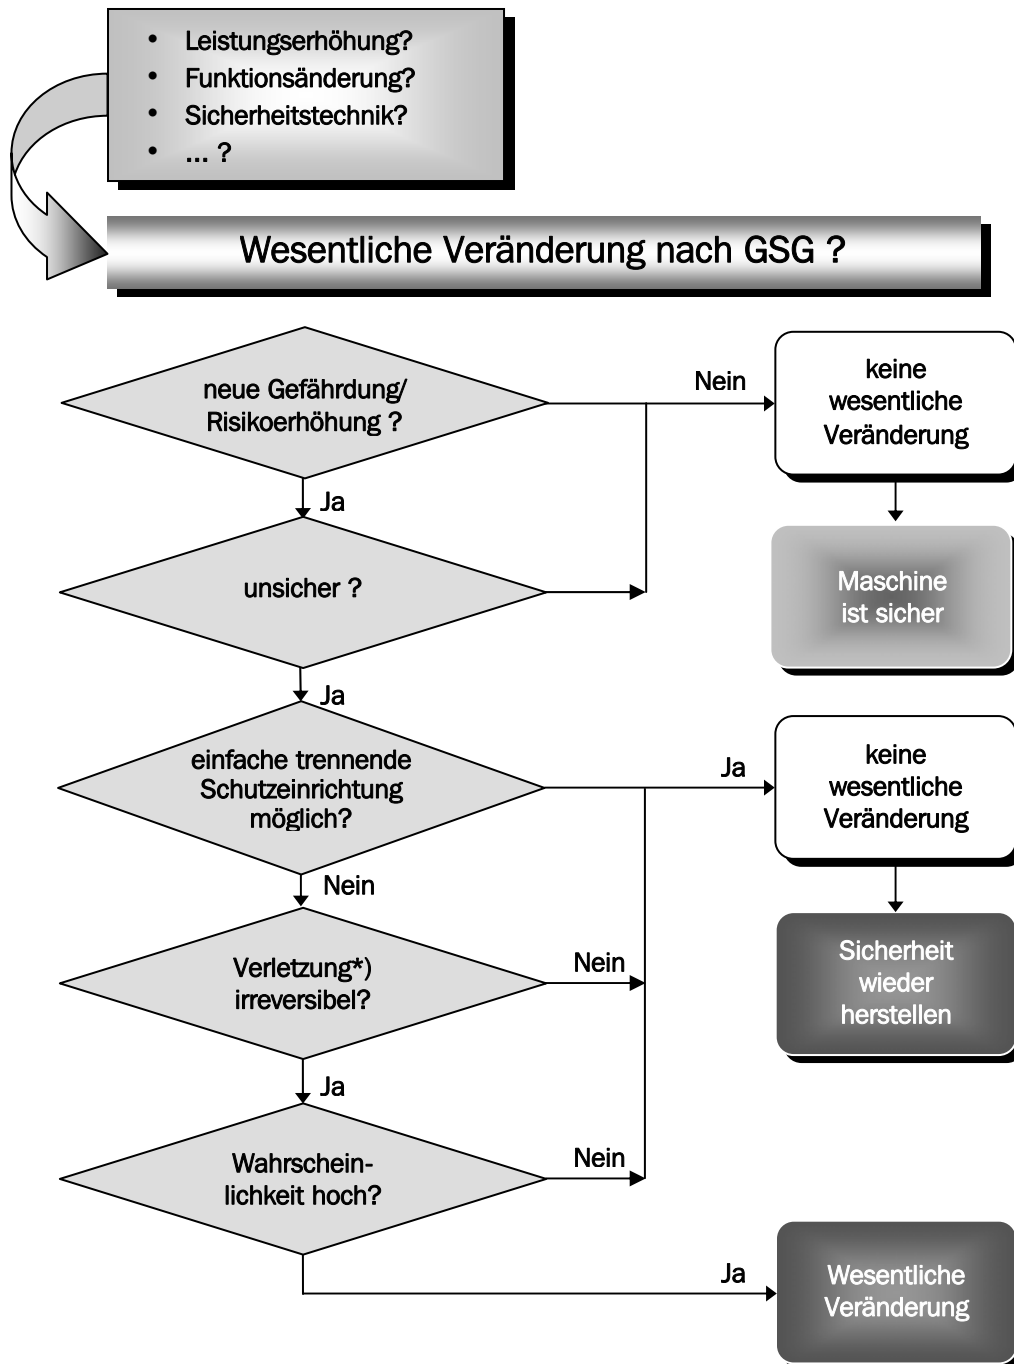 • Leistungserhöhung?
• Funktionsänderung?
• Sicherheitstechnik?
• ... ?
Wesentliche Veränderung nach GSG ?
neue Gefährdung/
Risikoerhöhung ?
Nein
keine
wesentliche
Veränderung
Ja
unsicher ?
Maschine
ist sicher
Ja
einfache trennende
Schutzeinrichtung
möglich?
Ja
keine
wesentliche
Veränderung
Nein
Verletzung*)
irreversibel?
Nein
Sicherheit
wieder
herstellen
Ja
Wahrschein-
lichkeit hoch?
Nein
Ja
Wesentliche
Veränderung